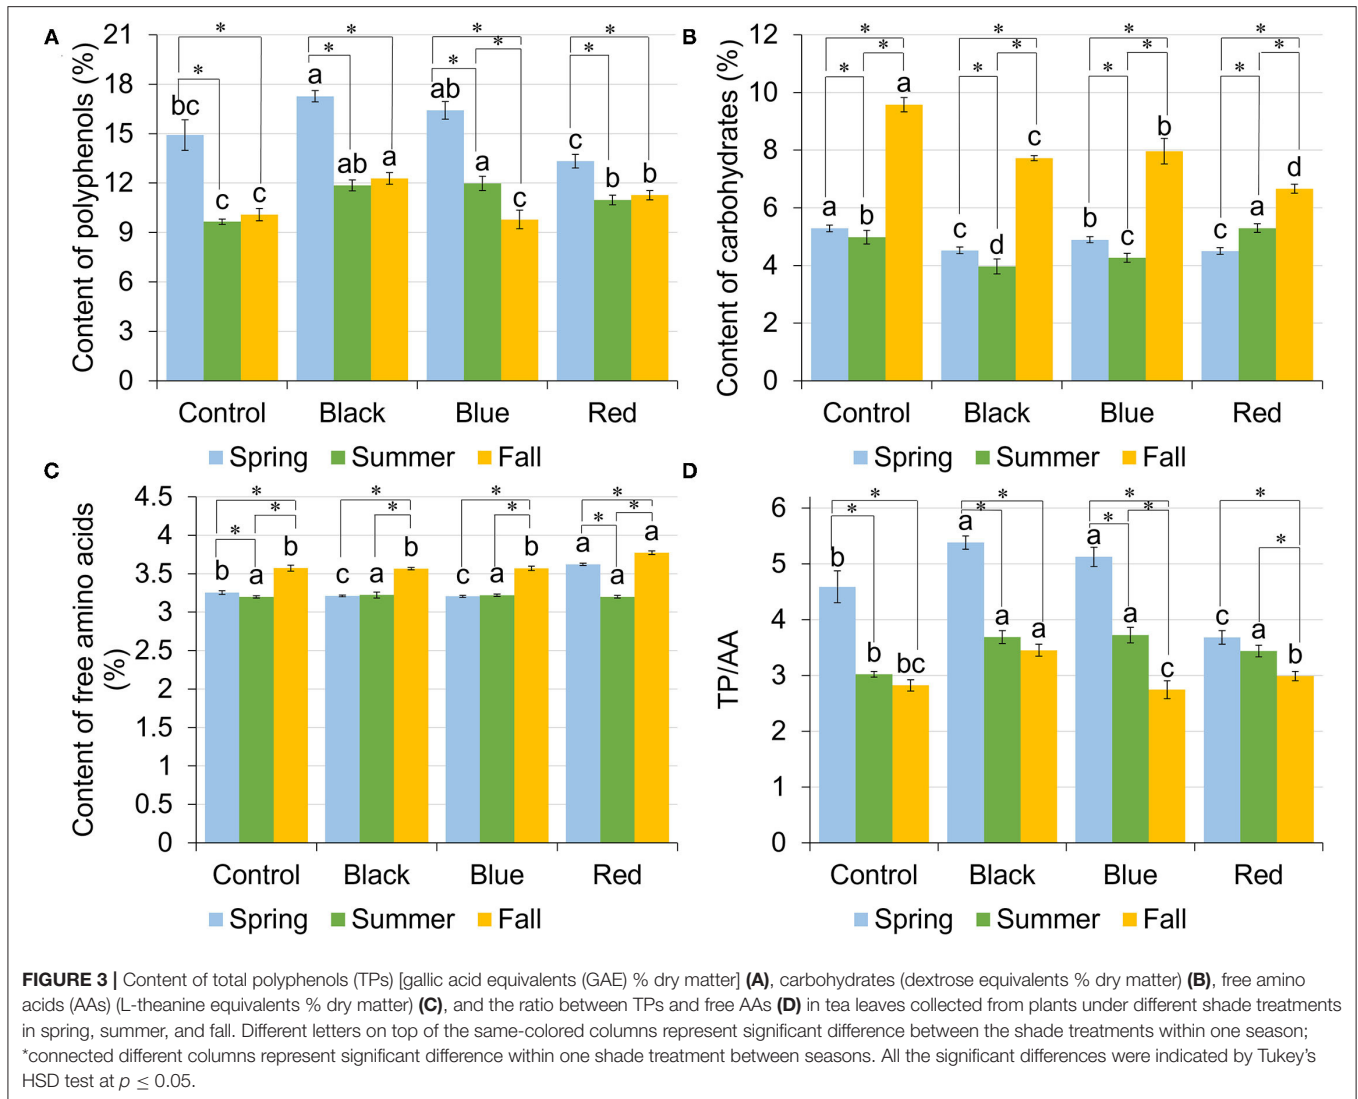 A
Content of polyphenols (%)
21
18
15
12
9
6
3
0
* * * * * * * * *
bc c c
a ab a
ab a c
c b b
Control Black Blue Red
Spring Summer Fall
B
Content of carbohydrates (%)
12
10
8
6
4
2
0
* * * * * * * * * * * *
a b a
c d c
b c b
c a d
Control Black Blue Red
Spring Summer Fall
C
Content of free amino acids
(%)
4.5
4
3.5
3
2.5
2
1.5
1
0.5
0
* * * * * * * * * *
b a b
c a b
c a b
a a a
Control Black Blue Red
Spring Summer Fall
D
TP/AA
6
5
4
3
2
1
0
* * * * * * * * *
b b bc
a a a
a a c
c a b
Control Black Blue Red
Spring Summer Fall
FIGURE 3 | Content of total polyphenols (TPs) [gallic acid equivalents (GAE) % dry matter] (A), carbohydrates (dextrose equivalents % dry matter) (B), free amino
acids (AAs) (L-theanine equivalents % dry matter) (C), and the ratio between TPs and free AAs (D) in tea leaves collected from plants under different shade treatments
in spring, summer, and fall. Different letters on top of the same-colored columns represent significant difference between the shade treatments within one season;
*connected different columns represent significant difference within one shade treatment between seasons. All the significant differences were indicated by Tukey's
HSD test at p ≤ 0.05.